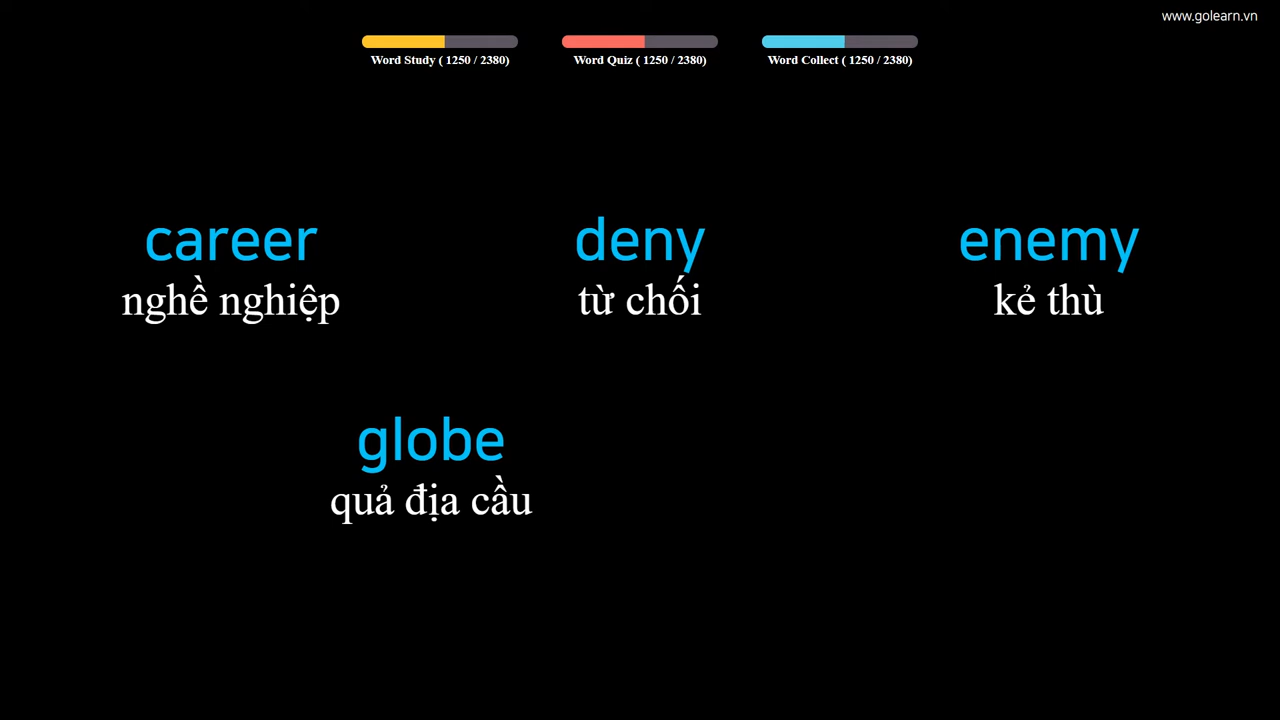 www.golearn.vn
Word Study ( 1250 / 2380)
Word Quiz ( 1250 / 2380)
Word Collect ( 1250 / 2380)
career
nghề nghiệp
deny
từ chối
enemy
kẻ thù
globe
quả địa cầu